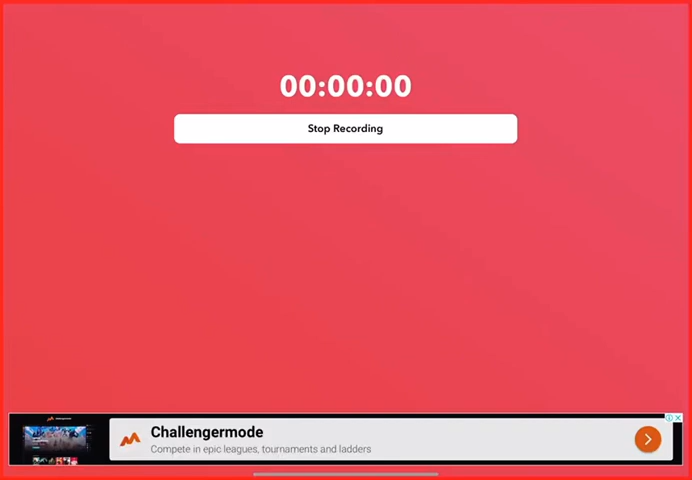 00:00:00
Stop Recording
Challengermode
Compete in epic leagues, tournaments and ladders